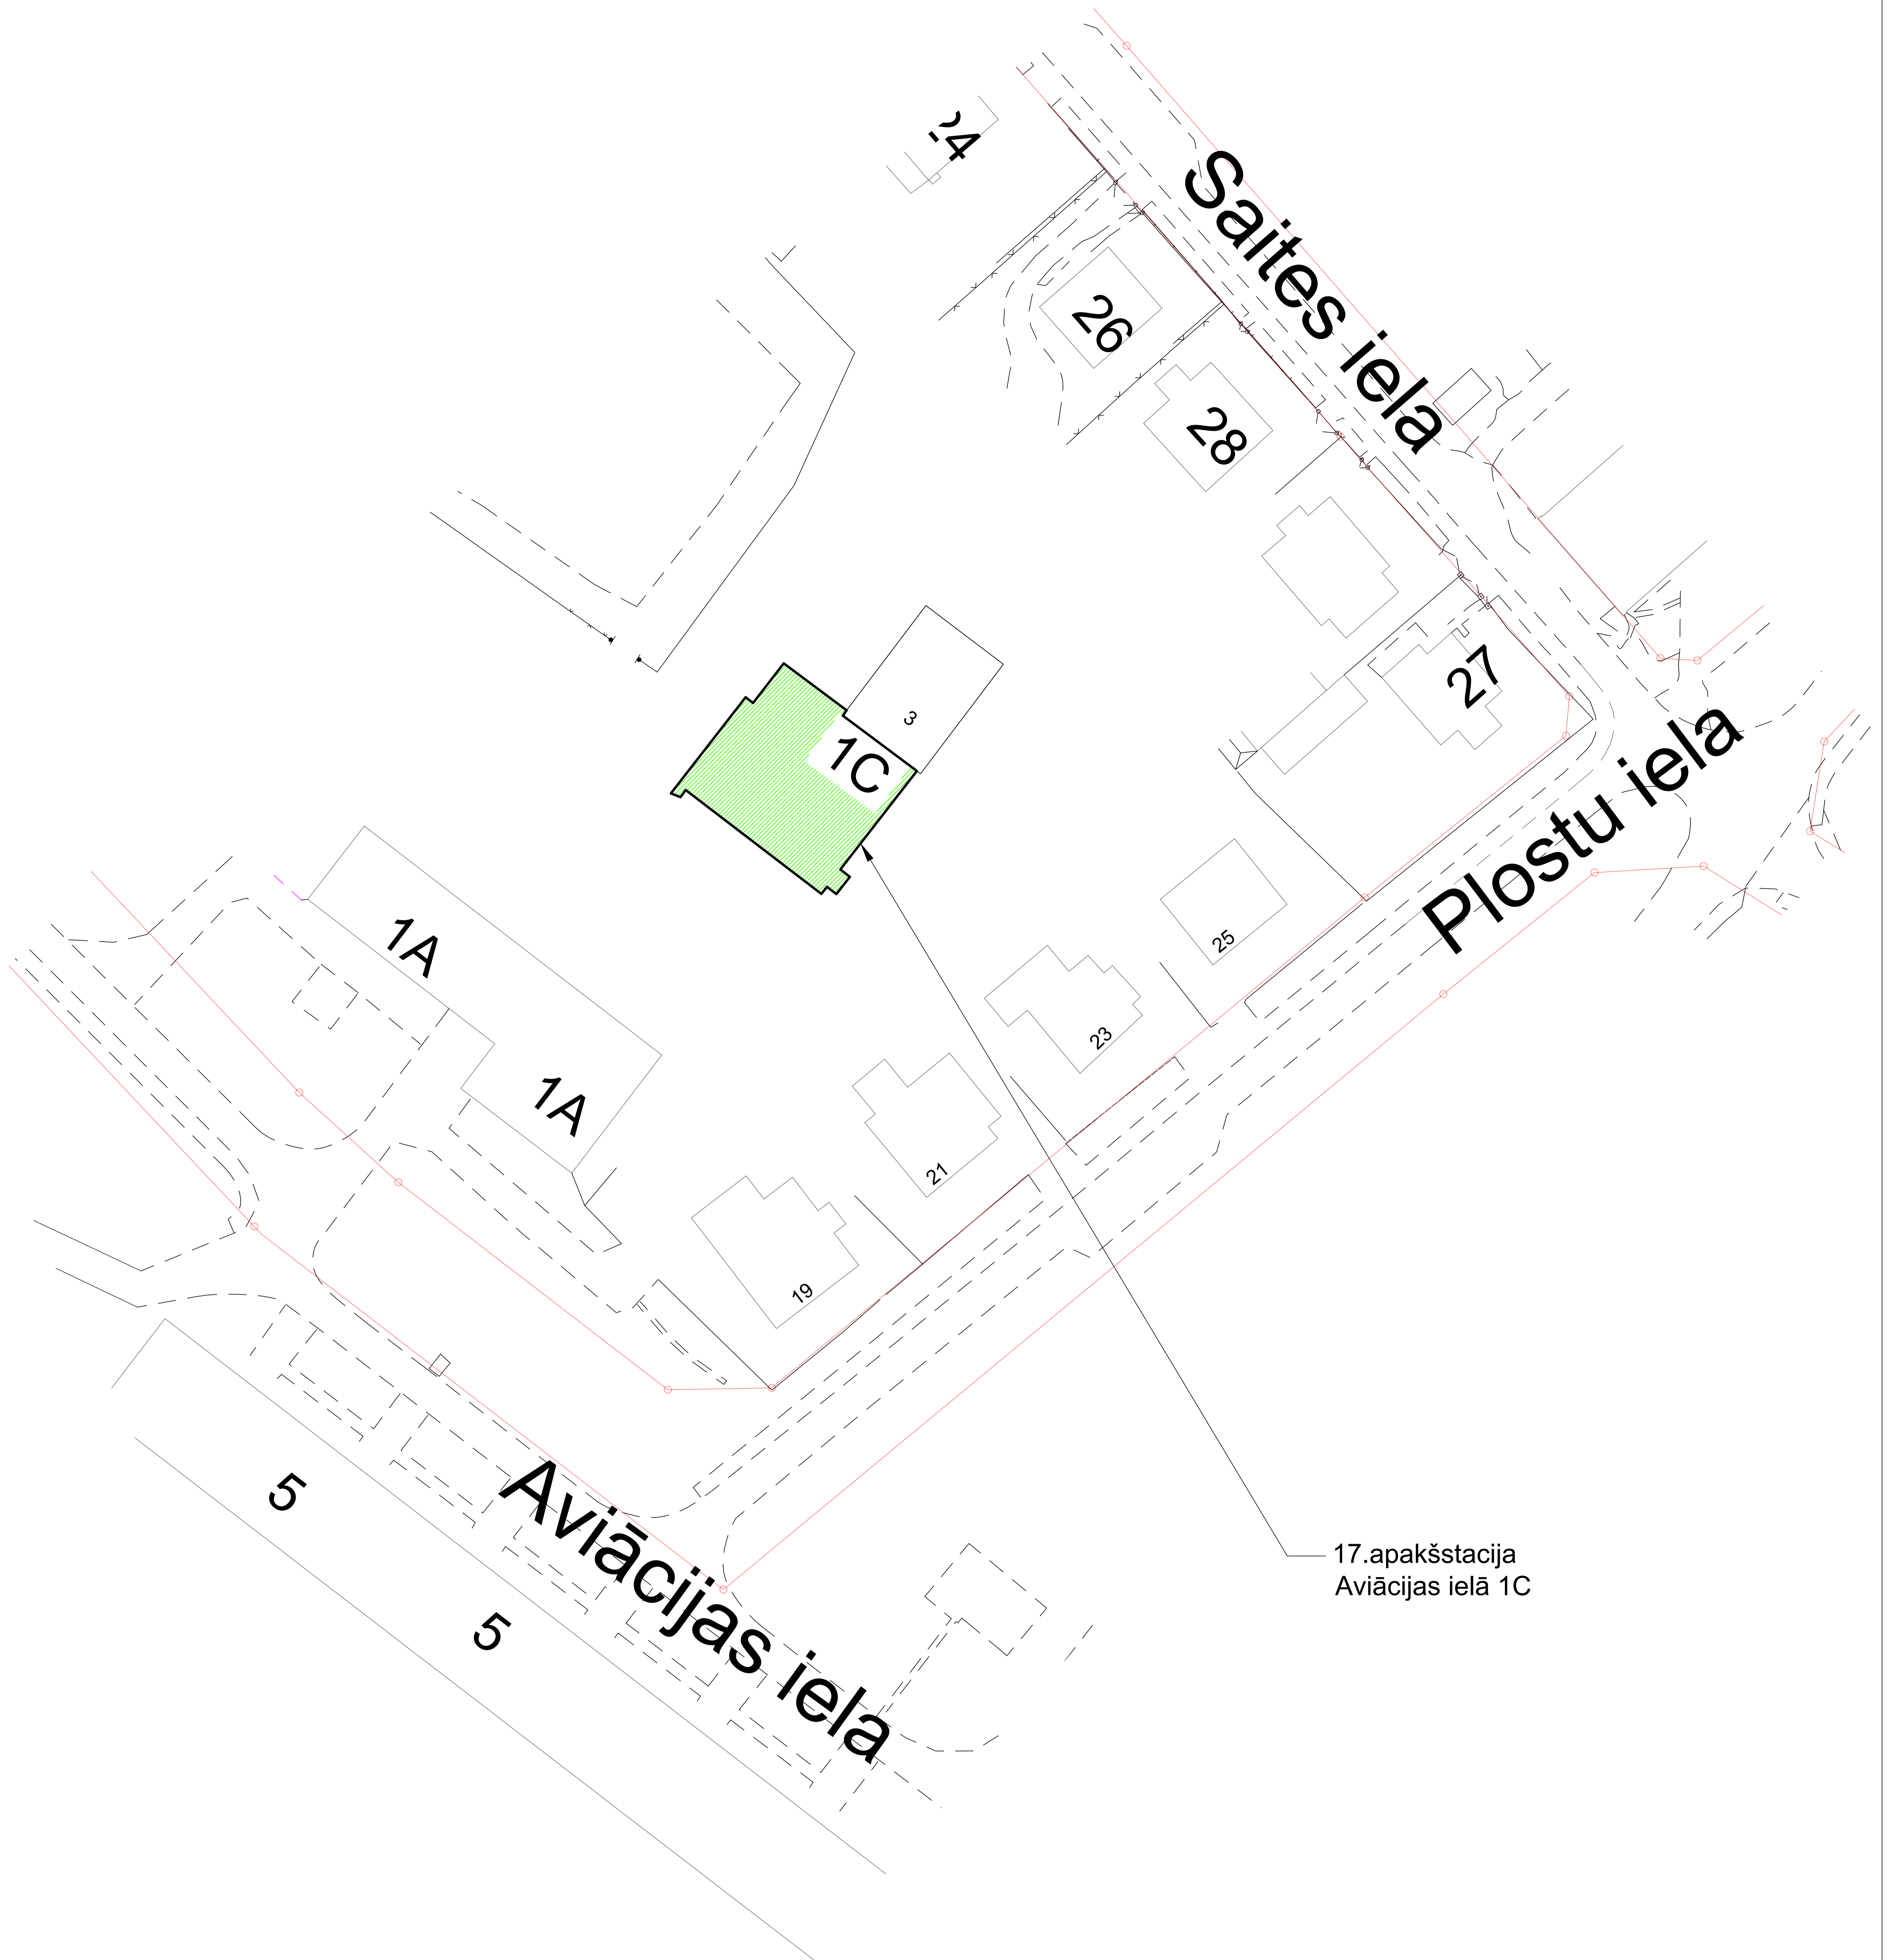 24
Saites iela
26
28
27
3
1C
Plostu iela
1A
25
23
1A
21
19
5
Aviācijas iela
5
17.apakšstacija
Aviācijas ielā 1C